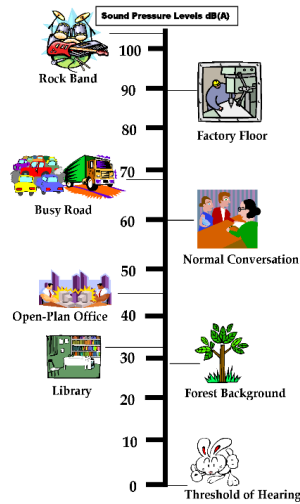 Sound Pressure Levels dB(A)
100
Rock Band
90
Factory Floor
80
70
Busy Road
60
Normal Conversation
50
Open-Plan Office
40
30
Library
Forest Background
20
10
0
Threshold of Hearing